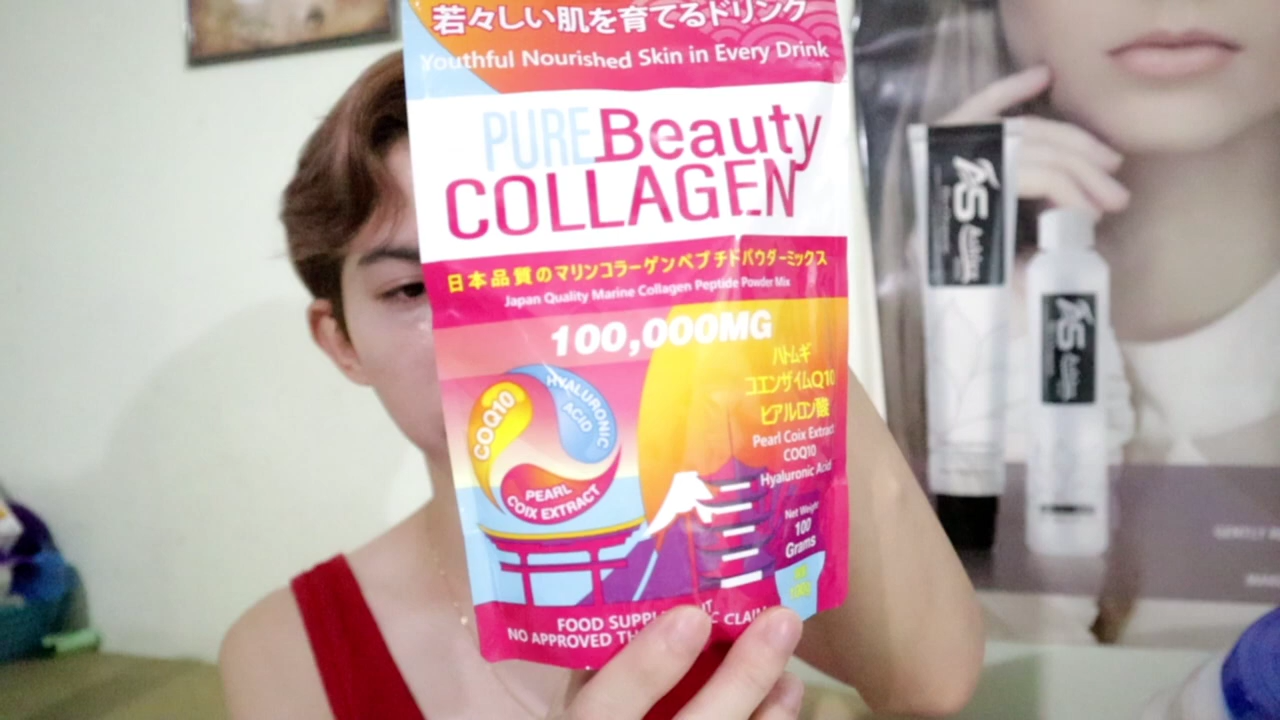 若々しい肌を育てるドリンク
Youthful Nourished Skin in Every Drink
PURE Beauty
COLLAGEN
日本品質のマリンコラーゲンペプチドパウダーミックス
Japan Quality Marine Collagen Peptide Powder Mix
100,000MG
ハトムギ
コエンザイムQ10
ヒアルロン酸
Pearl Coix Extract
COQ10
Hyaluronic Acid
COQ10
HYALURONIC
ACID
PEARL
COIX EXTRACT
Net Weight
100
Grams
FOOD SUPPL
NO APPROVED
AS
AS